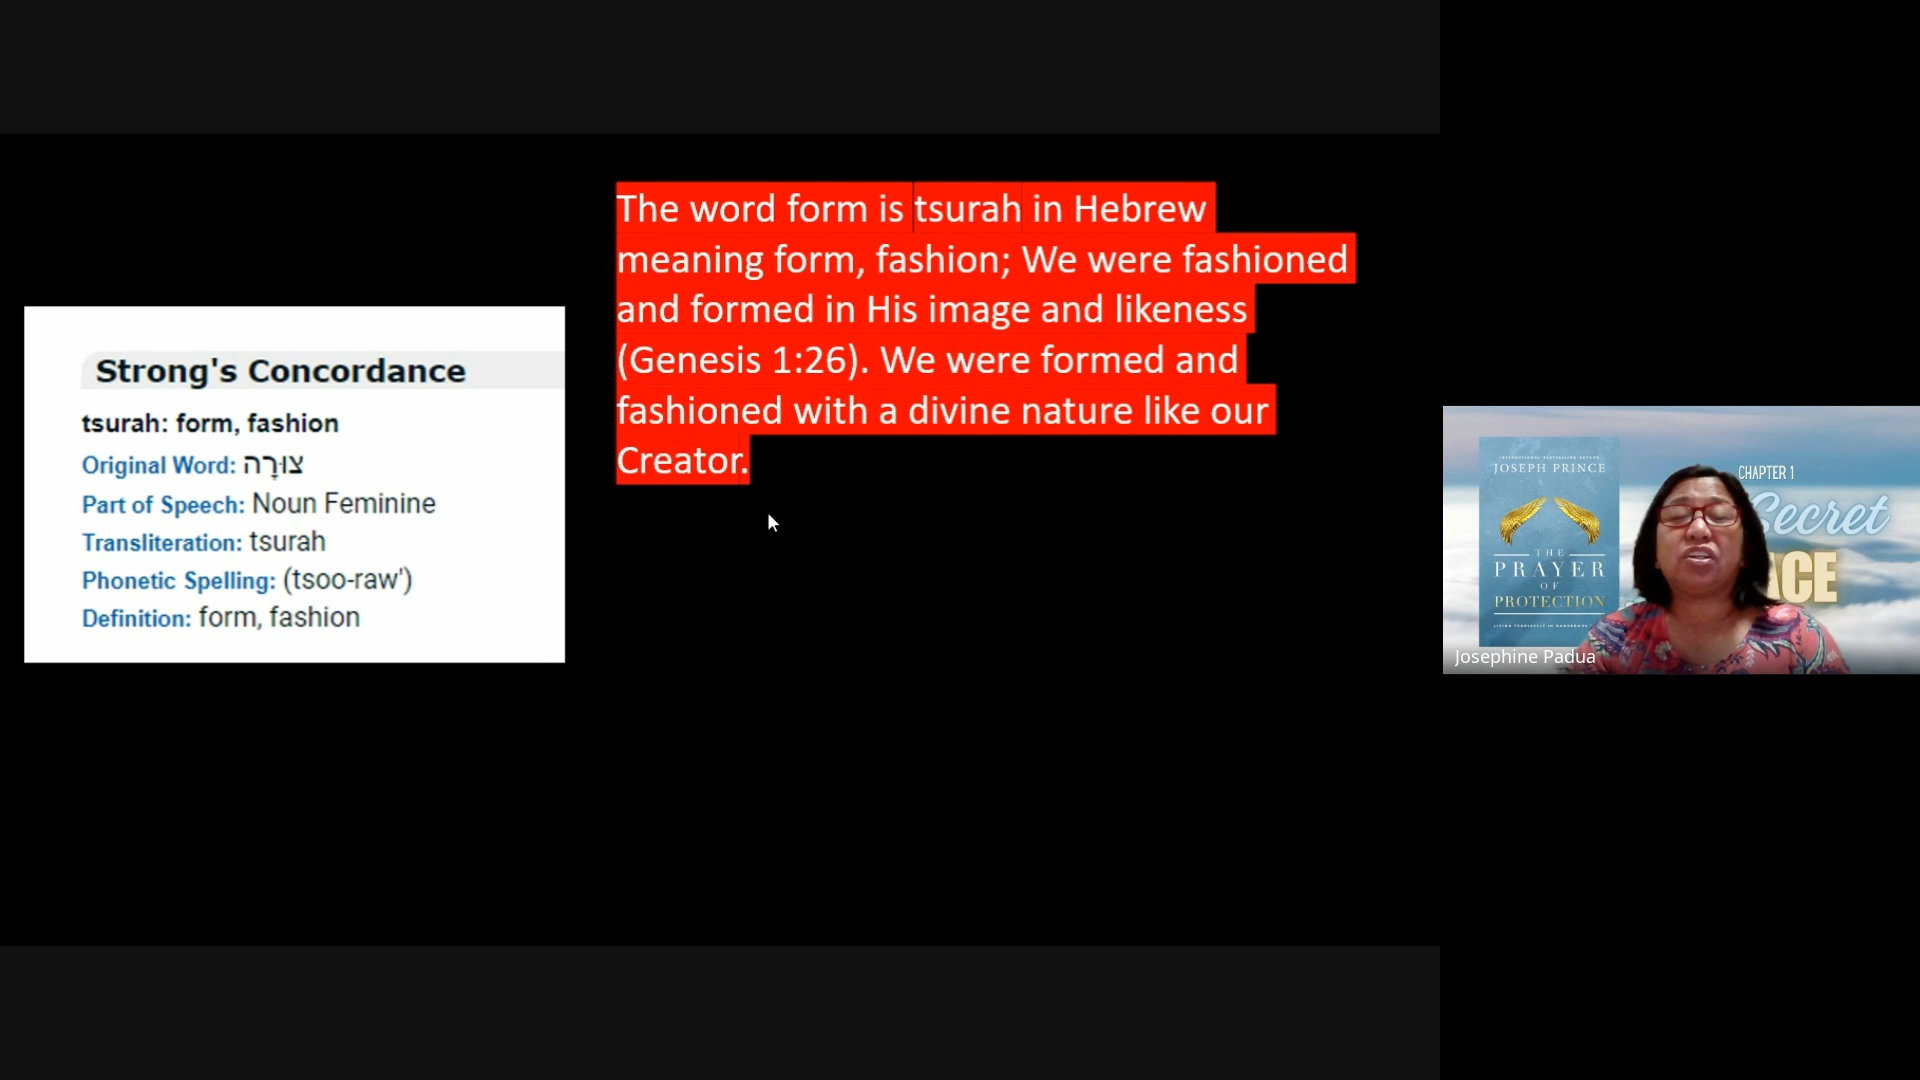 Strong's Concordance
tsurah: form, fashion
Original Word: צוּרָה
Part of Speech: Noun Feminine
Transliteration: tsurah
Phonetic Spelling: (tsoo-raw')
Definition: form, fashion
The word form is tsurah in Hebrew
meaning form, fashion; We were fashioned
and formed in His image and likeness
(Genesis 1:26). We were formed and
fashioned with a divine nature like our
Creator.
JOSEPH PRINCE
THE
PRAYER
OF
PROTECTION
CHAPTER 1
Secret
Josephine Padua